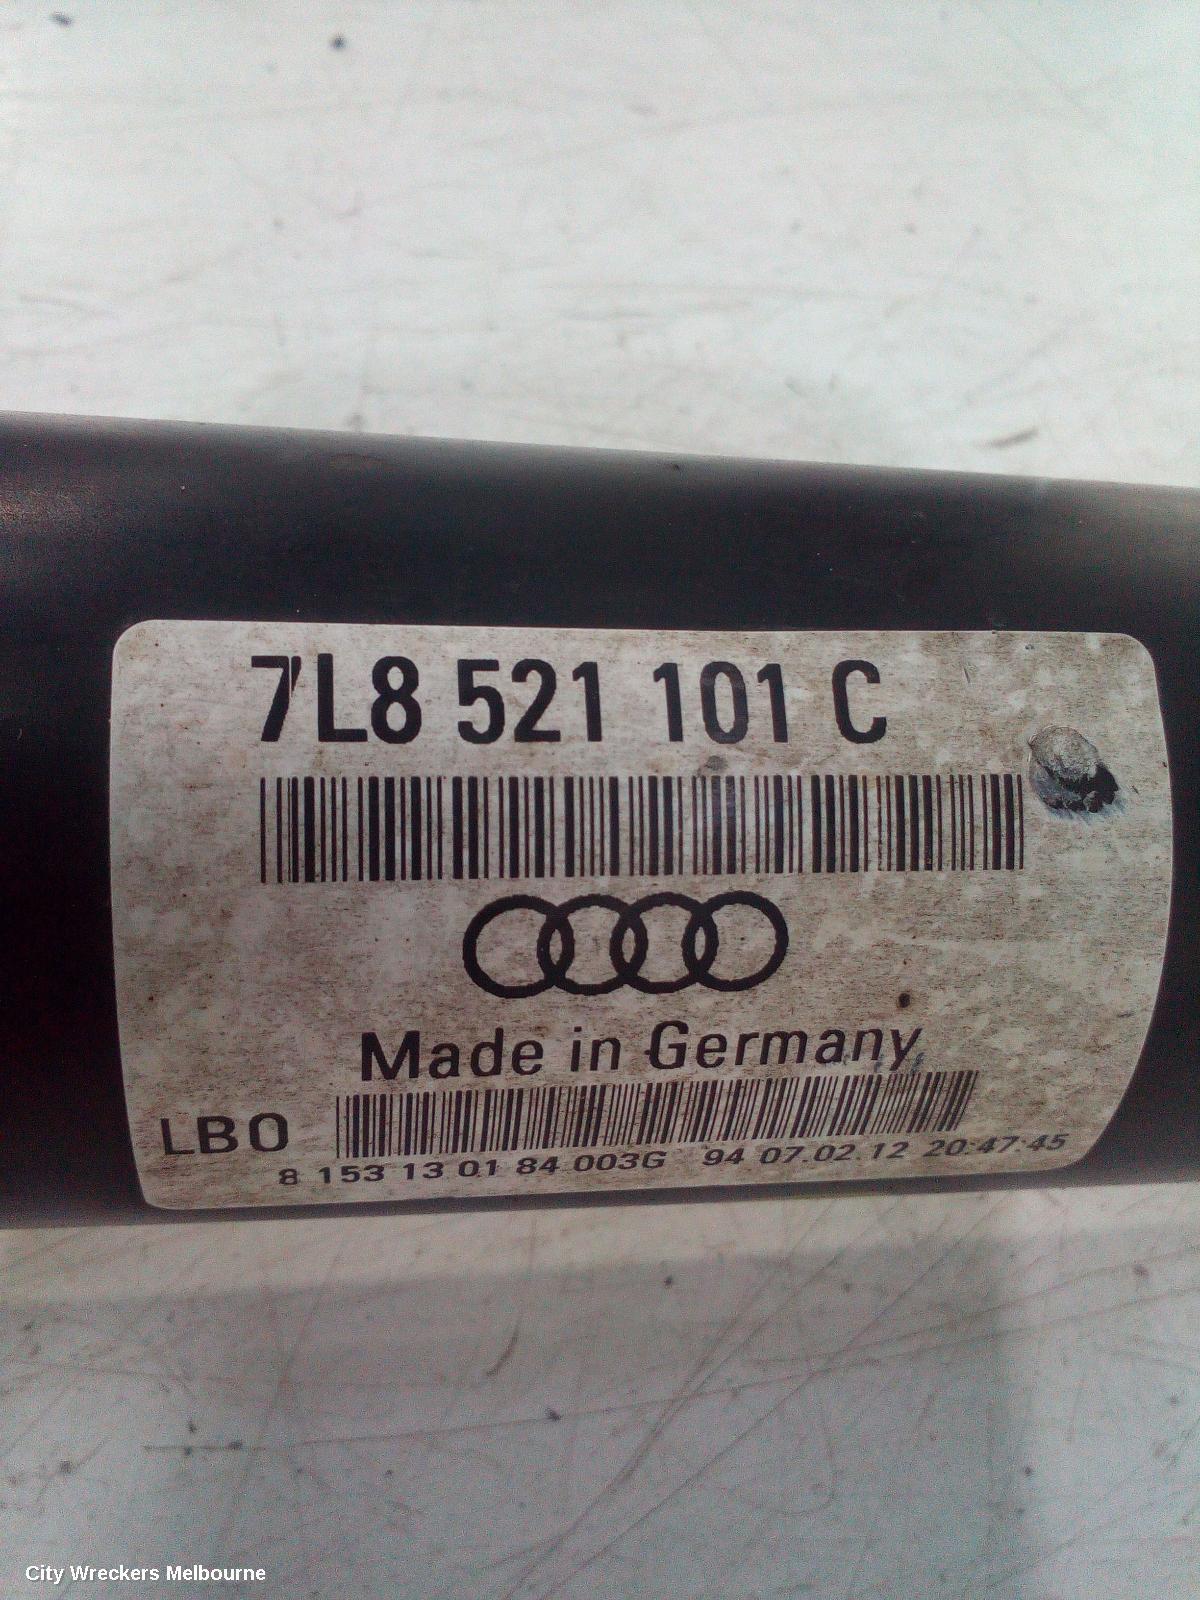 7L8 521 101 C
Made in Germany
LB0
8 153 13 01 84 003G 94 07.02.12 20:47:45
City Wreckers Melbourne